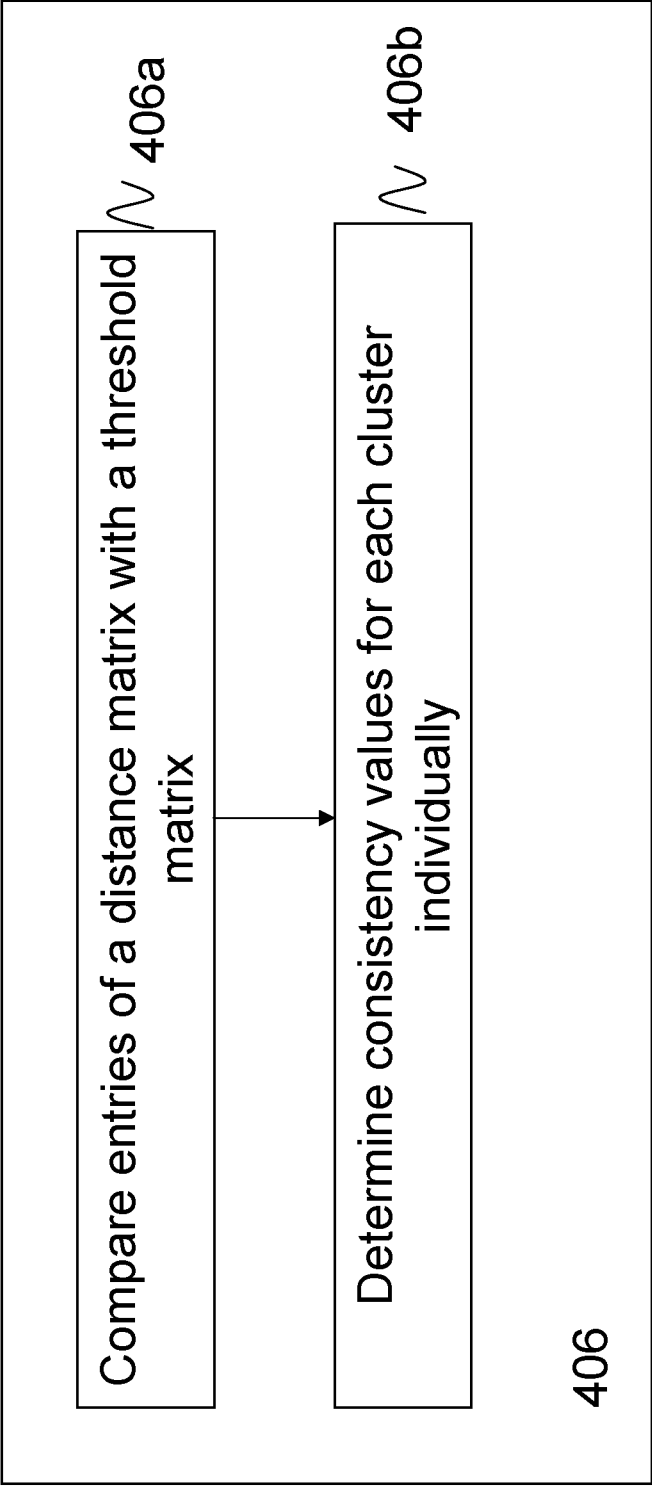 Compare entries of a distance matrix with a threshold
matrix
406a
Determine consistency values for each cluster
individually
406b
406